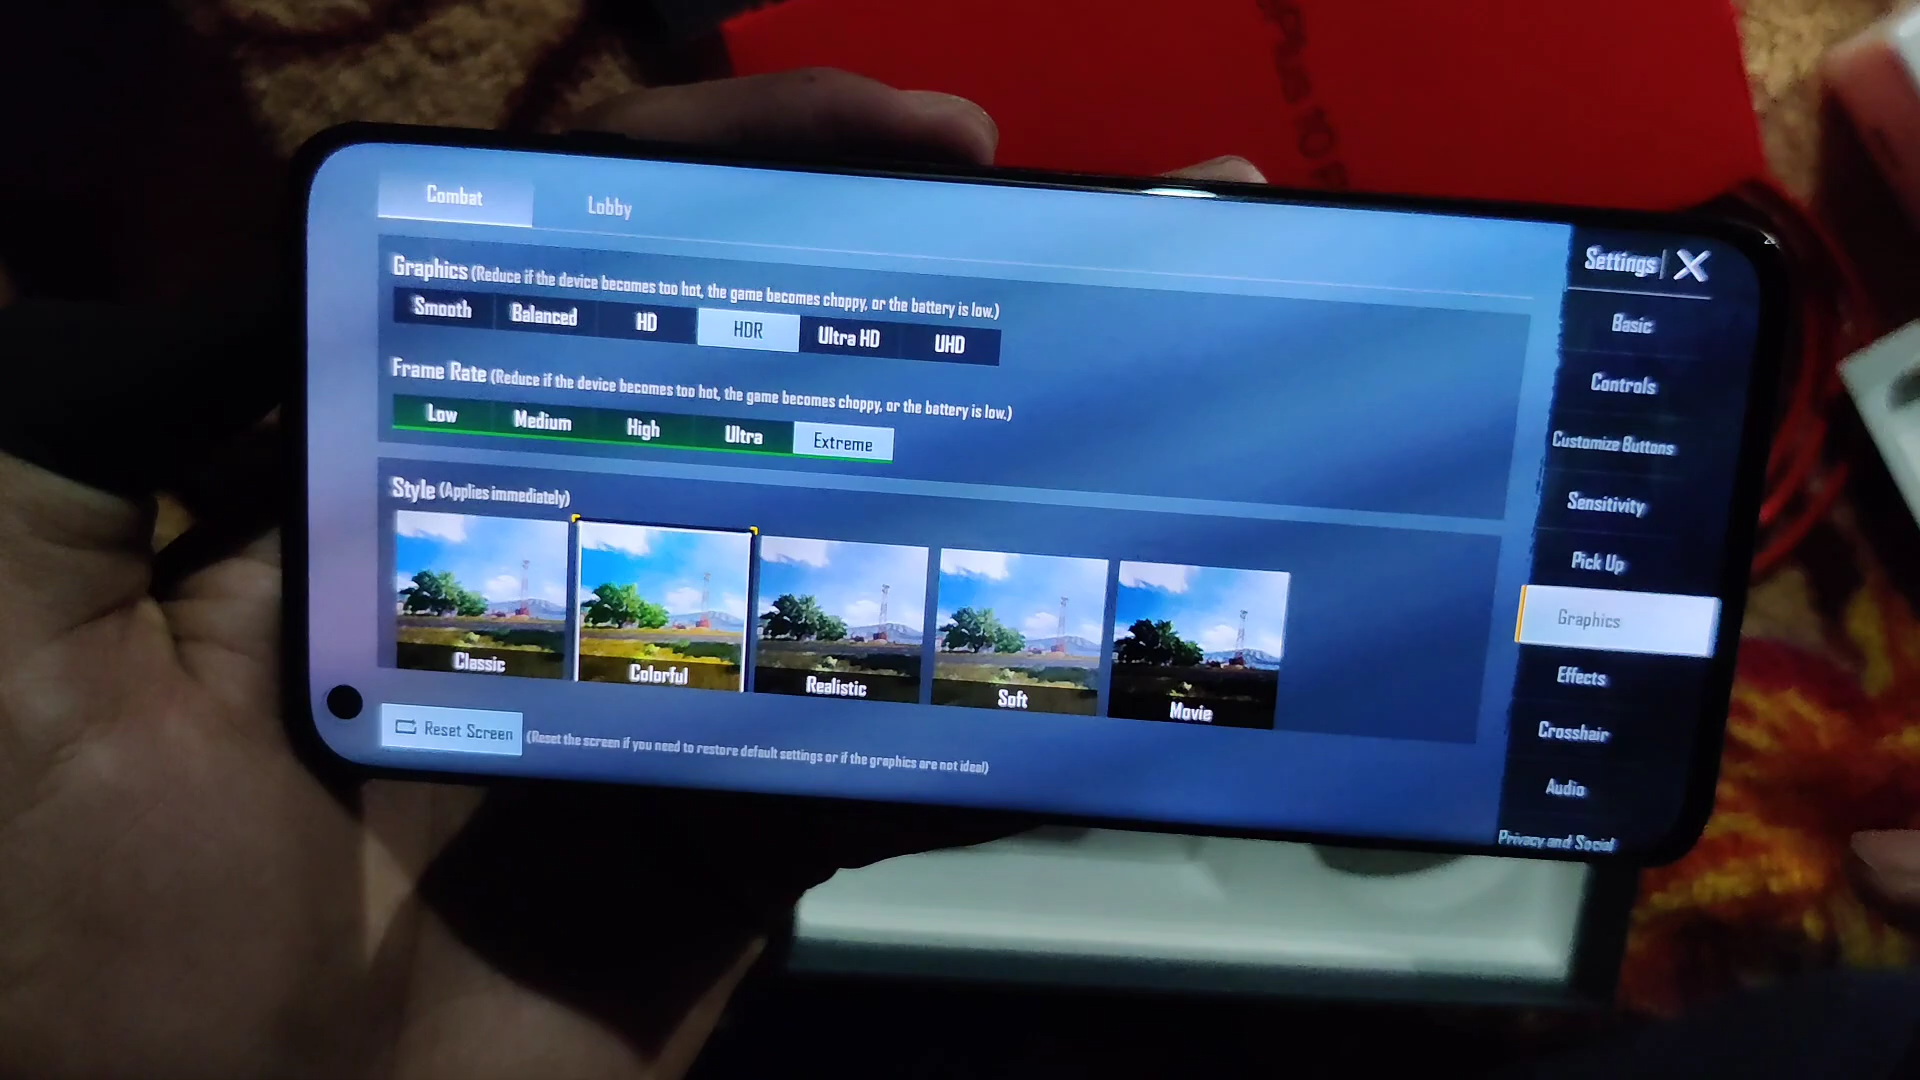 Combat
Lobby
Settings
Graphics (Reduce if the device becomes too hot, the game becomes choppy, or the battery is low.)
Smooth Balanced HD HDR Ultra HD UHD
Frame Rate (Reduce if the device becomes too hot, the game becomes choppy, or the battery is low.)
Low Medium High Ultra Extreme
Style (Applies immediately)
Classic Colorful Realistic Soft Movie
Reset Screen (Reset the screen if you need to restore default settings or if the graphics are not ideal)
Basic
Controls
Customize Buttons
Sensitivity
Pick Up
Graphics
Effects
Crosshair
Audio
Privacy and Social